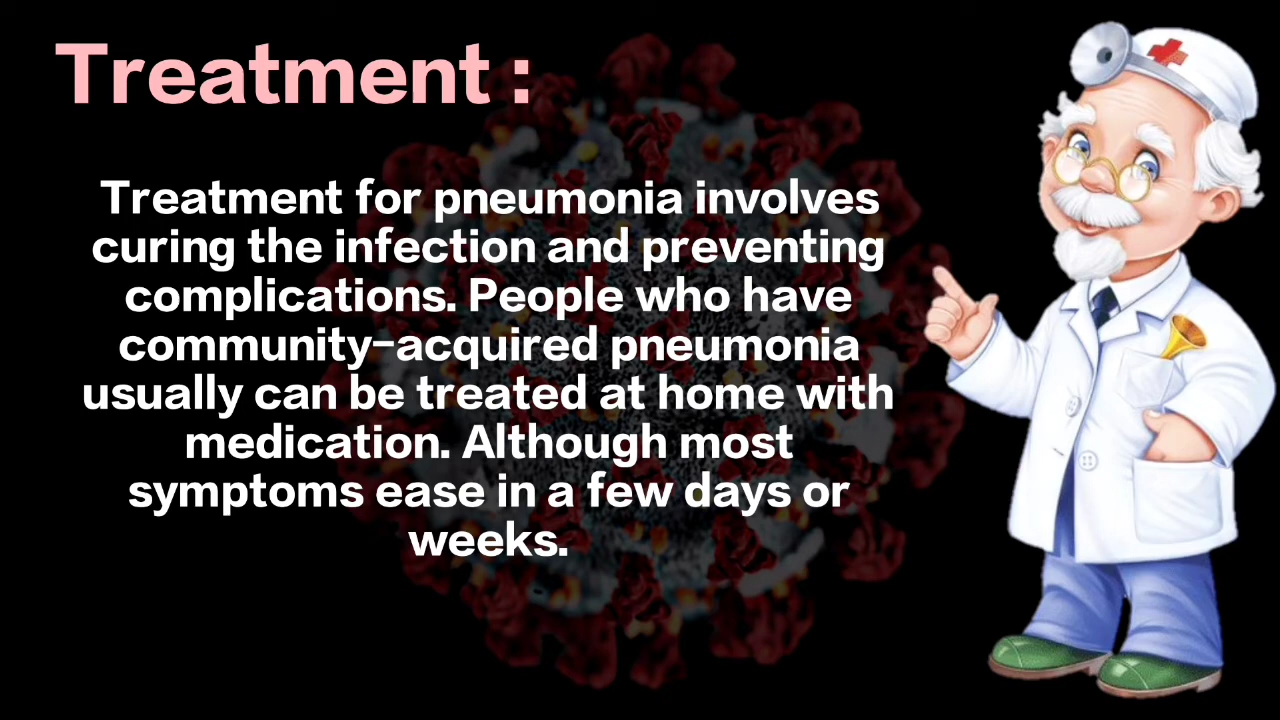 Treatment :
Treatment for pneumonia involves
curing the infection and preventing
complications. People who have
community-acquired pneumonia
usually can be treated at home with
medication. Although most
symptoms ease in a few days or
weeks.